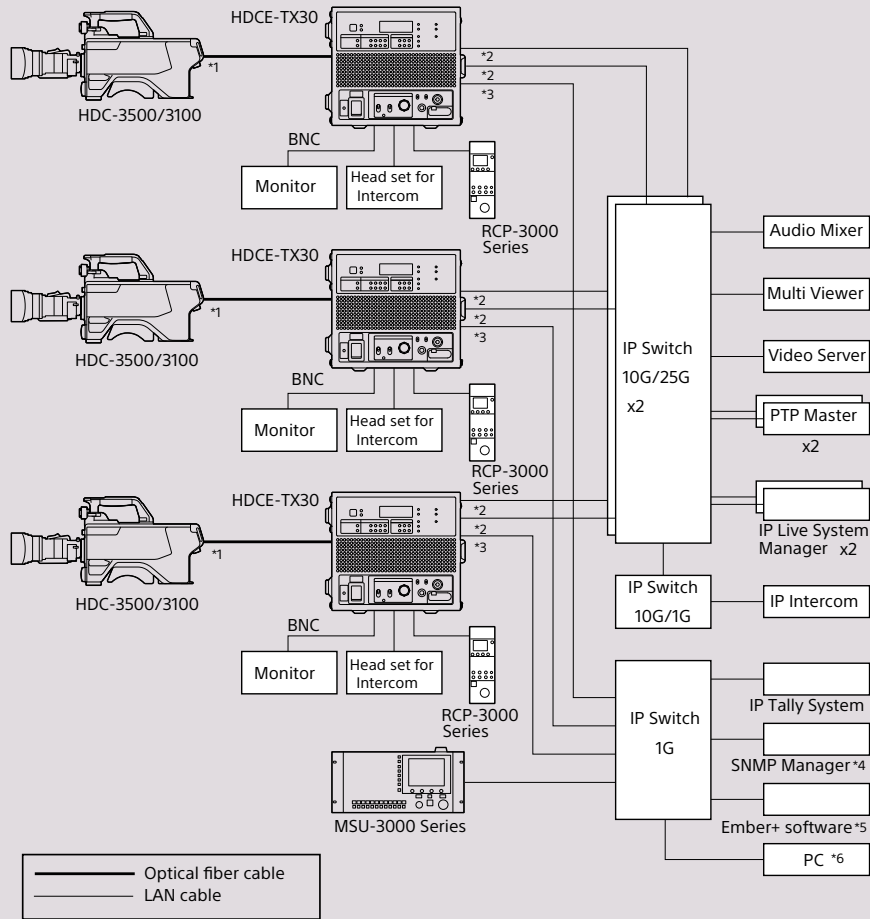 HDCE-TX30
*1
*2
*2
*3
HDC-3500/3100
BNC
Monitor
Head set for
Intercom
RCP-3000
Series
HDCE-TX30
*1
*2
*2
*3
HDC-3500/3100
BNC
Monitor
Head set for
Intercom
RCP-3000
Series
HDCE-TX30
*1
*2
*2
*3
HDC-3500/3100
BNC
Monitor
Head set for
Intercom
RCP-3000
Series
MSU-3000 Series
IP Switch
10G/25G
x2
Audio Mixer
Multi Viewer
Video Server
PTP Master
x2
IP Live System
Manager x2
IP Switch
10G/1G
IP Intercom
IP Switch
1G
IP Tally System
SNMP Manager *4
Ember+ software *5
PC *6
Optical fiber cable
LAN cable